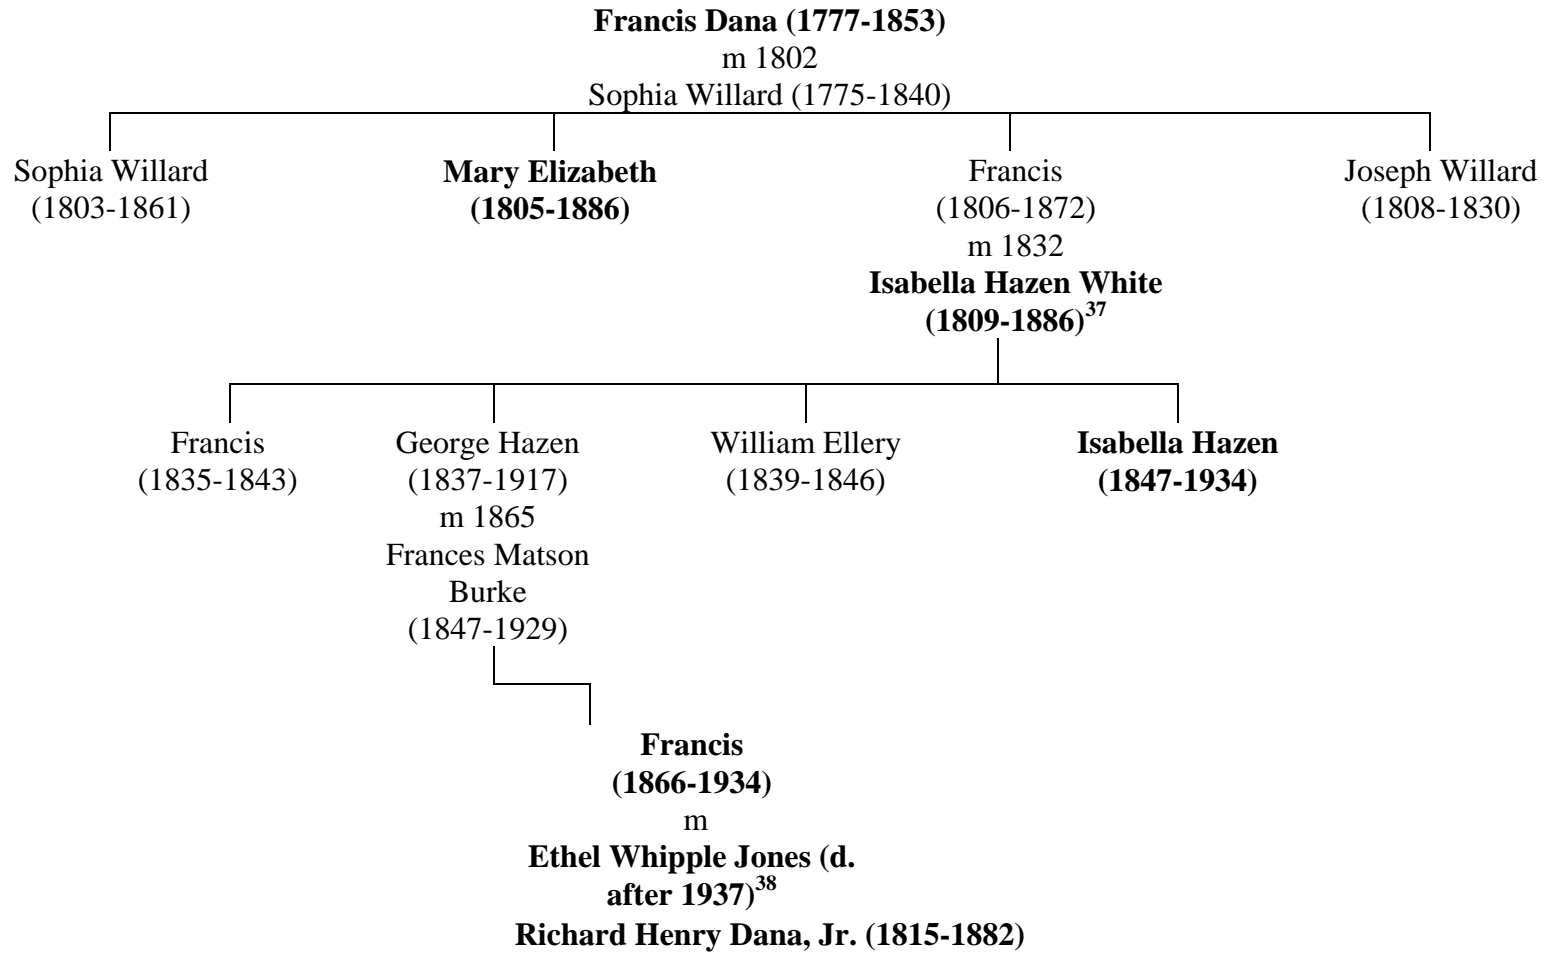 Francis Dana (1777-1853)
m 1802
Sophia Willard (1775-1840)
Sophia Willard
(1803-1861)
Mary Elizabeth
(1805-1886)
Francis
(1806-1872)
m 1832
Isabella Hazen White
(1809-1886)37
Joseph Willard
(1808-1830)
Francis
(1835-1843)
George Hazen
(1837-1917)
m 1865
Frances Matson
Burke
(1847-1929)
William Ellery
(1839-1846)
Isabella Hazen
(1847-1934)
Francis
(1866-1934)
m
Ethel Whipple Jones (d.
after 1937)38
Richard Henry Dana, Jr. (1815-1882)